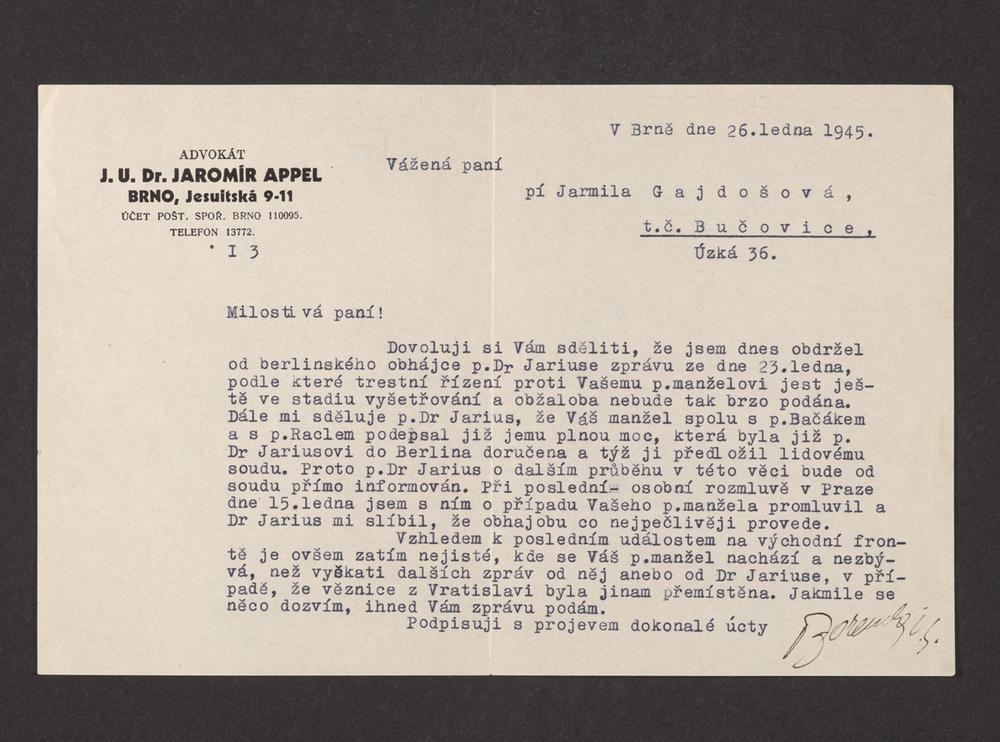 V Brně dne 26.ledna 1945.
ADVOKÁT
J. U. Dr. JAROMÍR APPEL
BRNO, Jesuitská 9-11
ÚČET POŠT. SPOŘ. BRNO 110095.
TELEFON 13772.
I 3
Vážená paní
pí Jarmila G a j d o š o v á ,
t.č. B u č o v i c e ,
Úzká 36.
Milostivá paní!
Dovoluji si Vám sděliti, že jsem dnes obdržel
od berlinského obhájce p.Dr Jariuse zprávu ze dne 23.ledna,
podle které trestní řízení proti Vašemu p.manželovi jest ješ-
tě ve stadiu vyšetřování a obžaloba nebude tak brzo podána.
Dále mi sděluje p.Dr Jarius, že Váš manžel spolu s p.Bačákem
a s p.Raclem podepsal již jemu plnou moc, která byla již p.
Dr Jariusovi do Berlina doručena a týž ji předložil lidovému
soudu. Proto p.Dr Jarius o dalším průběhu v této věci bude od
soudu přímo informován. Při poslední- osobní rozmluvě v Praze
dne 15.ledna jsem s ním o případu Vašeho p.manžela promluvil a
Dr Jarius mi slíbil, že obhajobu co nejpečlivěji provede.
Vzhledem k posledním událostem na východní fron-
tě je ovšem zatím nejisté, kde se Váš p.manžel nachází a nezbý-
vá, než vyčkati dalších zpráv od něj anebo od Dr Jariuse, v pří-
padě, že věznice z Vratislavi byla jinam přemístěna. Jakmile se
něco dozvím, ihned Vám zprávu podám.
Podpisuji s projevem dokonalé úcty